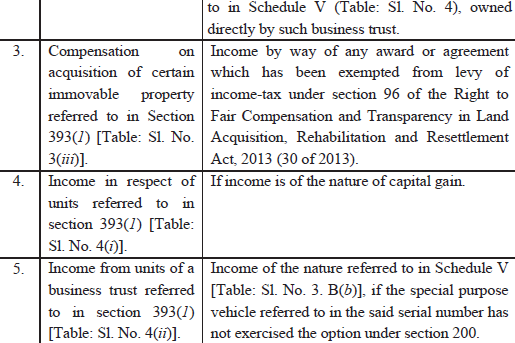 to in Schedule V (Table: Sl. No. 4), owned
directly by such business trust.
3.
Compensation on
acquisition of certain
immovable property
referred to in Section
393(1) [Table: Sl. No.
3(iii)].
Income by way of any award or agreement
which has been exempted from levy of
income-tax under section 96 of the Right to
Fair Compensation and Transparency in Land
Acquisition, Rehabilitation and Resettlement
Act, 2013 (30 of 2013).
4.
Income in respect of
units referred to in
section 393(1) [Table:
Sl. No. 4(i)].
If income is of the nature of capital gain.
5.
Income from units of a
business trust referred
to in section 393(1)
[Table: Sl. No. 4(ii)].
Income of the nature referred to in Schedule V
[Table: Sl. No. 3. B(b)], if the special purpose
vehicle referred to in the said serial number has
not exercised the option under section 200.